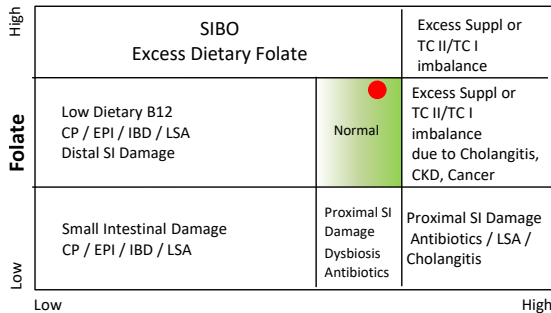 High
SIBO
Excess Dietary Folate
Excess Suppl or
TC II/TC I
imbalance
Folate
Low Dietary B12
CP / EPI / IBD / LSA
Distal SI Damage
Normal
Excess Suppl or
TC II/TC I
imbalance
due to Cholangitis,
CKD, Cancer
Small Intestinal Damage
CP / EPI / IBD / LSA
Proximal SI
Damage
Dysbiosis
Antibiotics
Proximal SI Damage
Antibiotics / LSA /
Cholangitis
Low
Low
High